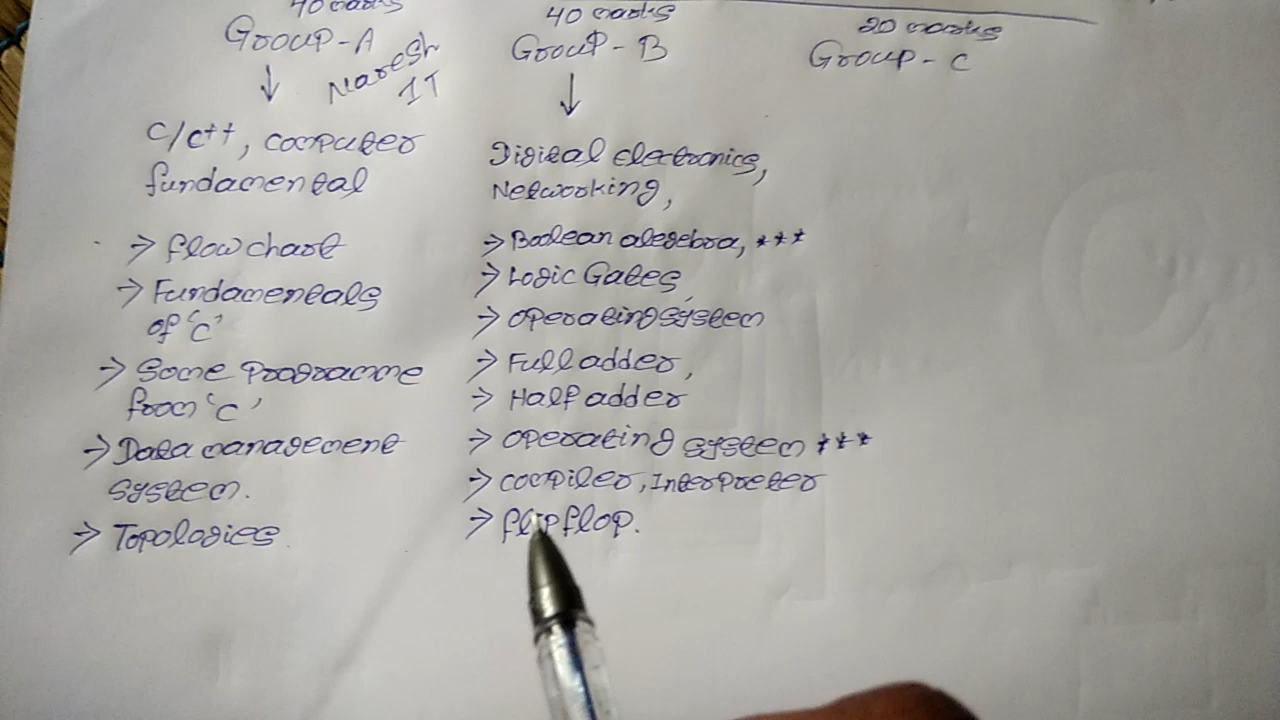 40 marks
Group-A
Naresh
IT
C/C++, computer
fundamental
→ flow chart
→ Fundamentals
of 'C'
→ Some Programme
from 'C'
→ Data management
system.
→ Topologies
40 marks
Group - B
Digital electronics,
Networking,
→ Boolean alegebra, ***
→ Logic Gates,
→ operating system
→ Full adder,
→ Half adder
→ operating system ***
→ compiler, Interpreter
→ flip flop.
20 marks
Group - C